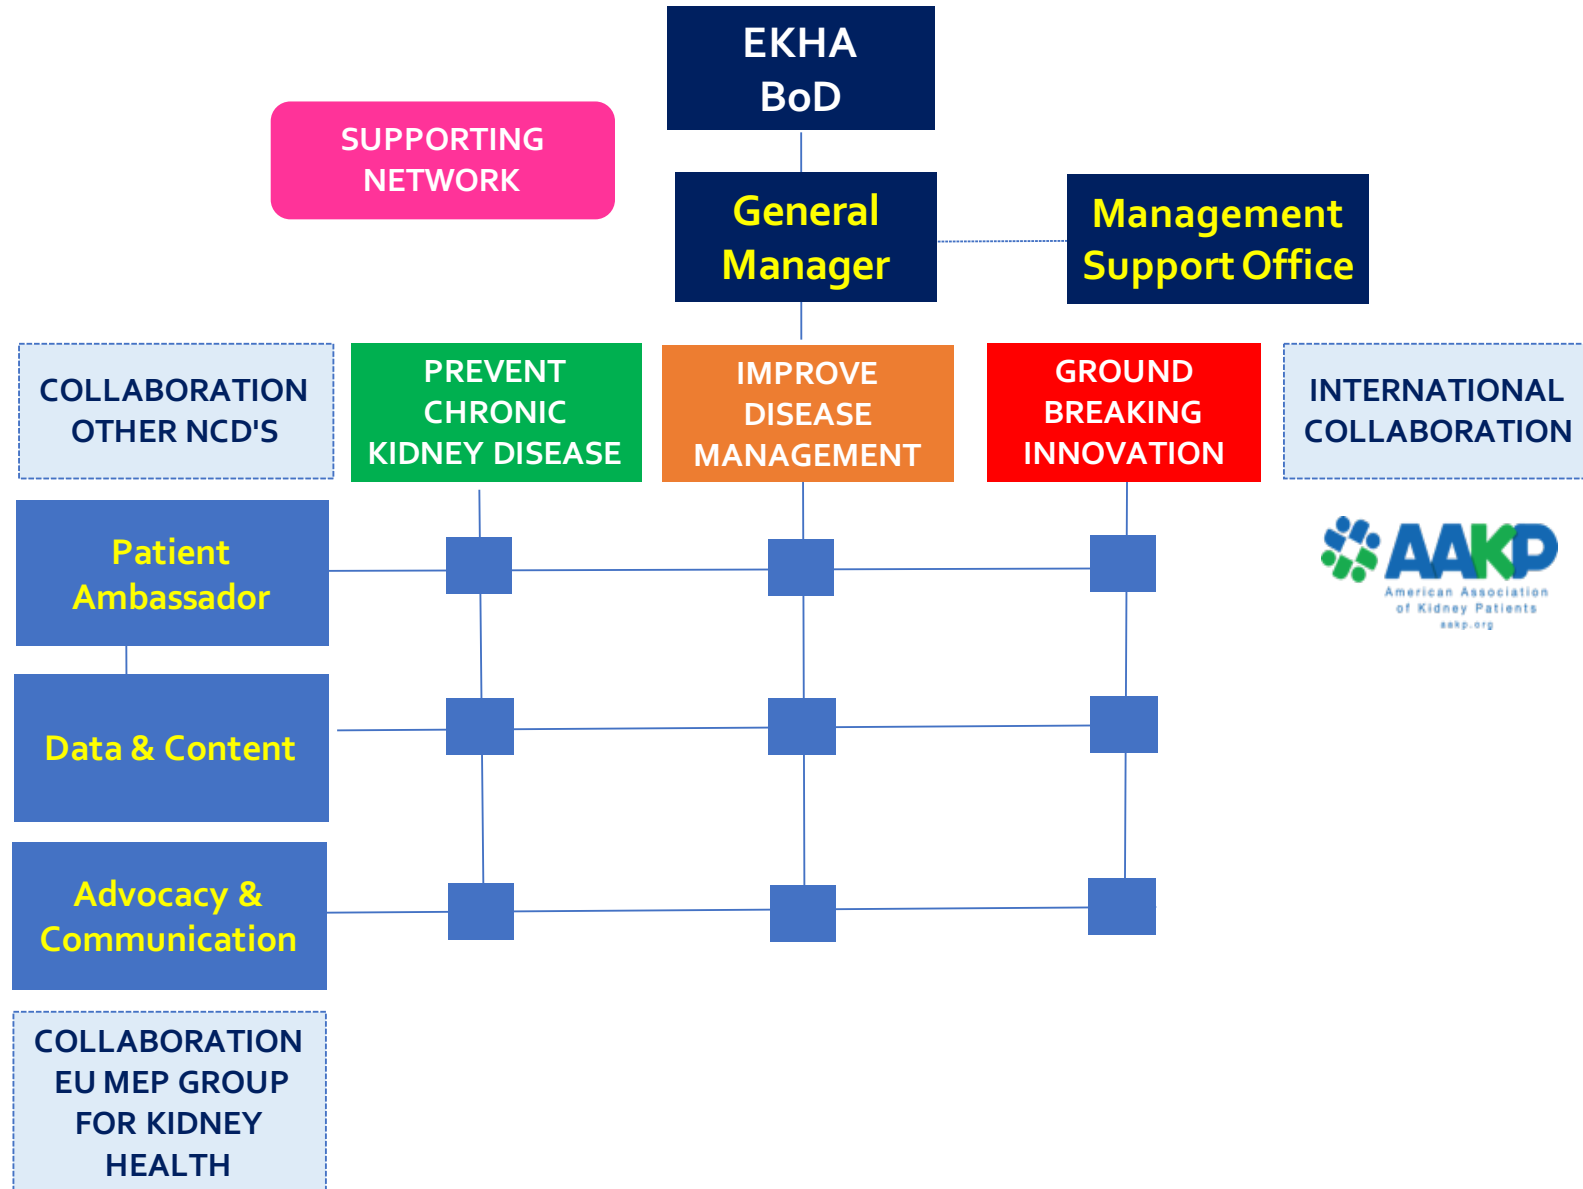 EKHA
BoD
SUPPORTING
NETWORK
General
Manager
Management
Support Office
COLLABORATION
OTHER NCD'S
PREVENT
CHRONIC
KIDNEY DISEASE
IMPROVE
DISEASE
MANAGEMENT
GROUND
BREAKING
INNOVATION
INTERNATIONAL
COLLABORATION
Patient
Ambassador
AAKP
American Association
of Kidney Patients
aakp.org
Data & Content
Advocacy &
Communication
COLLABORATION
EU MEP GROUP
FOR KIDNEY
HEALTH